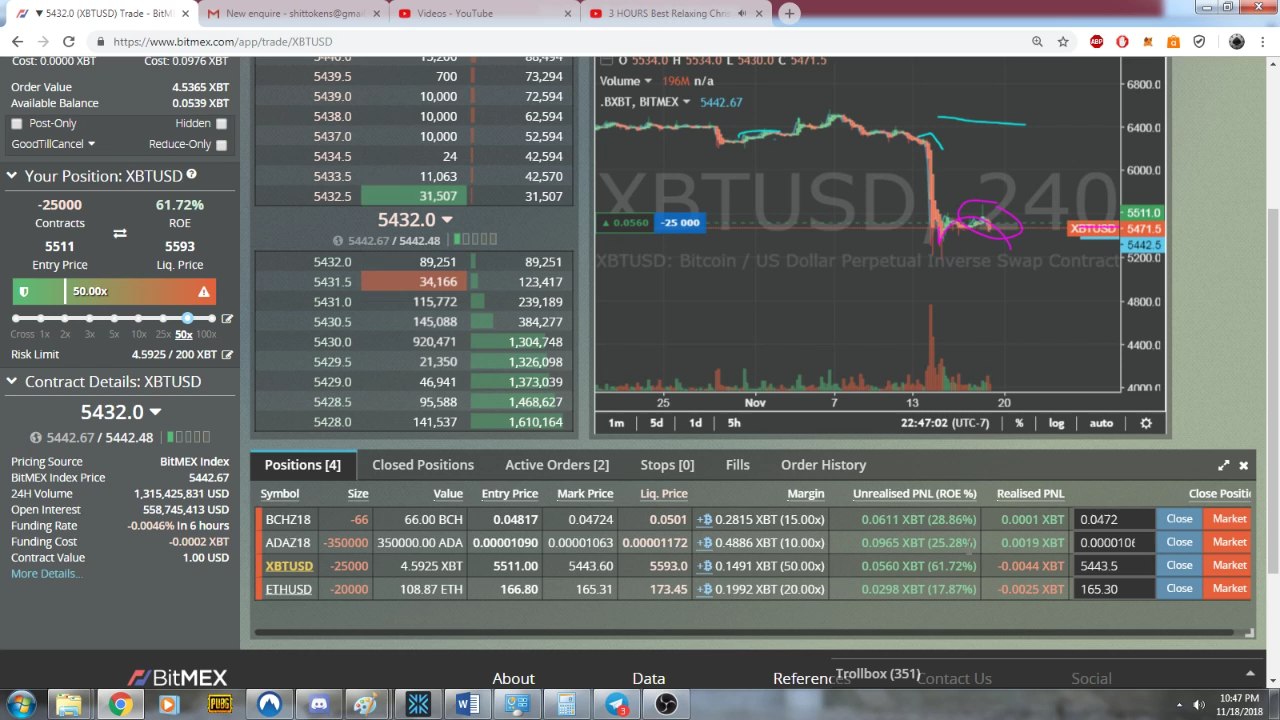 ▼ 5432.0 (XBTUSD) Trade - BitME
New enquire - shittokens@gmail
Videos - YouTube
3 HOURS Best Relaxing Chris
https://www.bitmex.com/app/trade/XBTUSD
Cost: 0.0000 XBT Cost: 0.0976 XBT
Order Value 4.5365 XBT
Available Balance 0.0539 XBT
Post-Only Hidden
GoodTillCancel Reduce-Only
Your Position: XBTUSD
-25000 61.72%
Contracts ROE
5511 5593
Entry Price Liq. Price
50.00x
Cross 1x 2x 3x 5x 10x 25x 50x 100x
Risk Limit 4.5925 / 200 XBT
Contract Details: XBTUSD
5432.0
5442.67 / 5442.48
Pricing Source BitMEX Index
BitMEX Index Price 5442.67
24H Volume 1,315,425,831 USD
Open Interest 558,745,413 USD
Funding Rate -0.0046% In 6 hours
Funding Cost -0.0002 XBT
Contract Value 1.00 USD
More Details...
5439.5 700 73,294
5439.0 10,000 72,594
5438.0 10,000 62,594
5437.0 10,000 52,594
5434.5 24 42,594
5433.5 11,063 42,570
5432.5 31,507 31,507
5432.0
5442.67 / 5442.48
5432.0 89,251 89,251
5431.5 34,166 123,417
5431.0 115,772 239,189
5430.5 145,088 384,277
5430.0 920,471 1,304,748
5429.5 21,350 1,326,098
5429.0 46,941 1,373,039
5428.5 95,588 1,468,627
5428.0 141,537 1,610,164
O 5534.0 H 5534.0 L 5430.0 C 5471.5
Volume 196M n/a
.BXBT, BITMEX 5442.67
XBTUSD, 240
XBTUSD: Bitcoin / US Dollar Perpetual Inverse Swap Contract
0.0560 -25 000
6800.0
6400.0
6000.0
5511.0
XBTUSD 5471.5
5442.5
5200.0
4800.0
4400.0
4000.0
25 Nov 7 13 20
1m 5d 1d 5h 22:47:02 (UTC-7) % log auto
Positions [4] Closed Positions Active Orders [2] Stops [0] Fills Order History
Symbol Size Value Entry Price Mark Price Liq. Price Margin Unrealised PNL (ROE %) Realised PNL Close Positi
BCHZ18 -66 66.00 BCH 0.04817 0.04724 0.0501 0.2815 XBT (15.00x) 0.0611 XBT (28.86%) 0.0001 XBT 0.0472 Close Market
ADAZ18 -350000 350000.00 ADA 0.00001090 0.00001063 0.00001172 0.4886 XBT (10.00x) 0.0965 XBT (25.28%) 0.0019 XBT 0.0000106 Close Market
XBTUSD -25000 4.5925 XBT 5511.00 5443.60 5593.0 0.1491 XBT (50.00x) 0.0560 XBT (61.72%) -0.0044 XBT 5443.5 Close Market
ETHUSD -20000 108.87 ETH 166.80 165.31 173.45 0.1992 XBT (20.00x) 0.0298 XBT (17.87%) -0.0025 XBT 165.30 Close Market
BitMEX
About
Data
References
Trollbox (351)
Contact Us
Social
PUBG
3
10:47 PM
11/18/2018